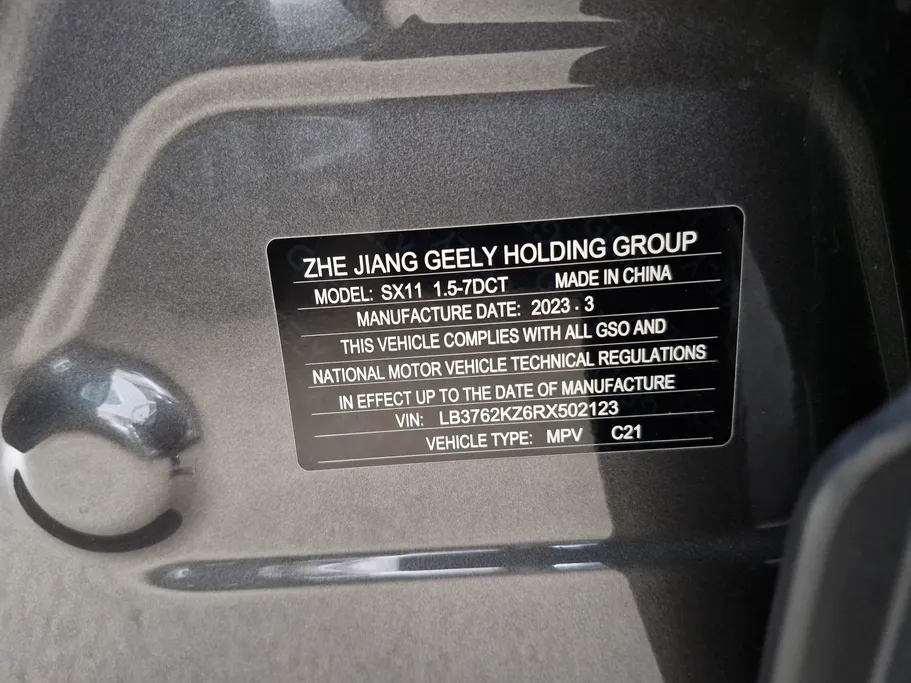 ZHE JIANG GEELY HOLDING GROUP
MODEL: SX11 1.5-7DCT MADE IN CHINA
MANUFACTURE DATE: 2023 . 3
THIS VEHICLE COMPLIES WITH ALL GSO AND
NATIONAL MOTOR VEHICLE TECHNICAL REGULATIONS
IN EFFECT UP TO THE DATE OF MANUFACTURE
VIN: LB3762KZ6RX502123
VEHICLE TYPE: MPV C21